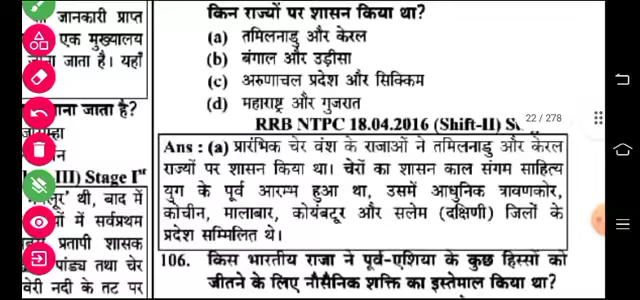 जानकारी प्राप्त
एक मुख्यालय
जाता है। यहाँ
ाना जाता है?
III) Stage Iˢᵗ
थी, बाद में
में सर्वप्रथम
प्रतापी शासक
पांड्य तथा चेर
वेरी नदी के तट पर
किन राज्यों पर शासन किया था?
(a) तमिलनाडु और केरल
(b) बंगाल और उड़ीसा
(c) अरुणाचल प्रदेश और सिक्किम
(d) महाराष्ट्र और गुजरात
RRB NTPC 18.04.2016 (Shift-II)
22 / 278
Ans : (a) प्रारंभिक चेर वंश के राजाओं ने तमिलनाडु और केरल
राज्यों पर शासन किया था। चेरों का शासन काल संगम साहित्य
युग के पूर्व आरम्भ हुआ था, उसमें आधुनिक त्रावणकोर,
कोचीन, मालाबार, कोयंबटूर और सलेम (दक्षिणी) जिलों के
प्रदेश सम्मिलित थे।
106. किस भारतीय राजा ने पूर्व-एशिया के कुछ हिस्सों को
जीतने के लिए नौसैनिक शक्ति का इस्तेमाल किया था?